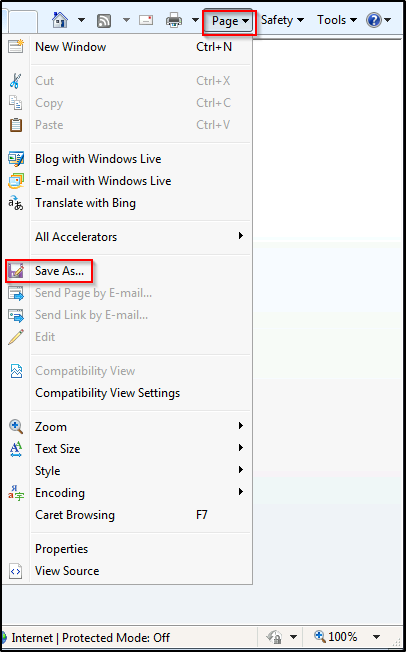 Page Safety Tools
New Window Ctrl+N
Cut Ctrl+X
Copy Ctrl+C
Paste Ctrl+V
Blog with Windows Live
E-mail with Windows Live
Translate with Bing
All Accelerators
Save As...
Send Page by E-mail...
Send Link by E-mail...
Edit
Compatibility View
Compatibility View Settings
Zoom
Text Size
Style
Encoding
Caret Browsing F7
Properties
View Source
Internet | Protected Mode: Off 100%